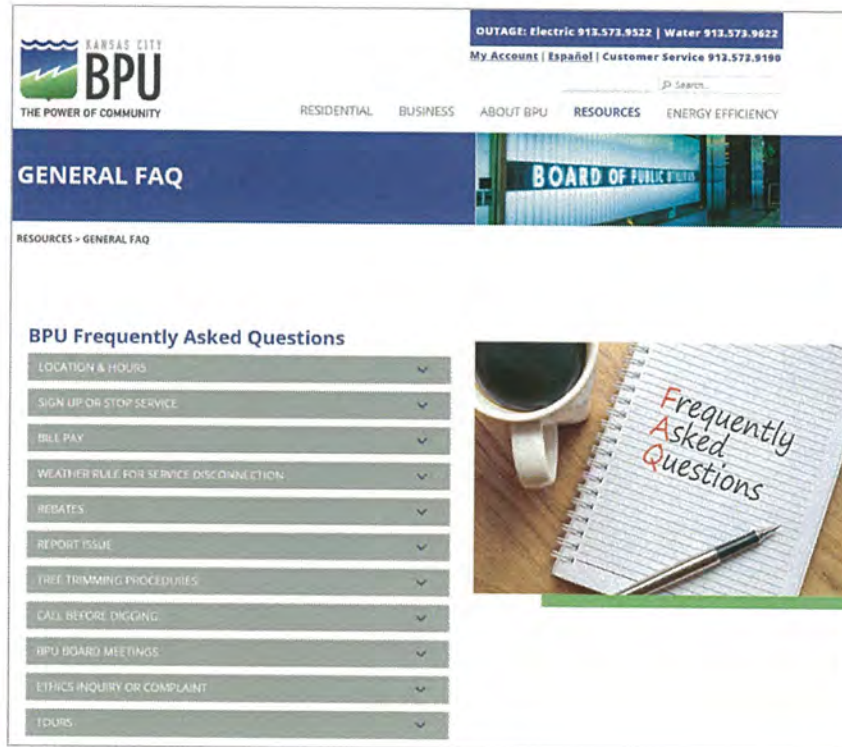 OUTAGE: Electric 913.573.9522 | Water 913.573.9622
My Account | Español | Customer Service 913.573.9190
KANSAS CITY
BPU
THE POWER OF COMMUNITY
Search...
RESIDENTIAL BUSINESS ABOUT BPU RESOURCES ENERGY EFFICIENCY
GENERAL FAQ
BOARD OF PUBLIC UTILITIES
RESOURCES > GENERAL FAQ
BPU Frequently Asked Questions
LOCATION & HOURS
SIGN UP OR STOP SERVICE
BILL PAY
WEATHER RULE FOR SERVICE DISCONNECTION
REBATES
REPORT ISSUE
TREE TRIMMING PROCEDURES
CALL BEFORE DIGGING
BPU BOARD MEETINGS
ETHICS INQUIRY OR COMPLAINT
TOURS
Frequently
Asked
Questions